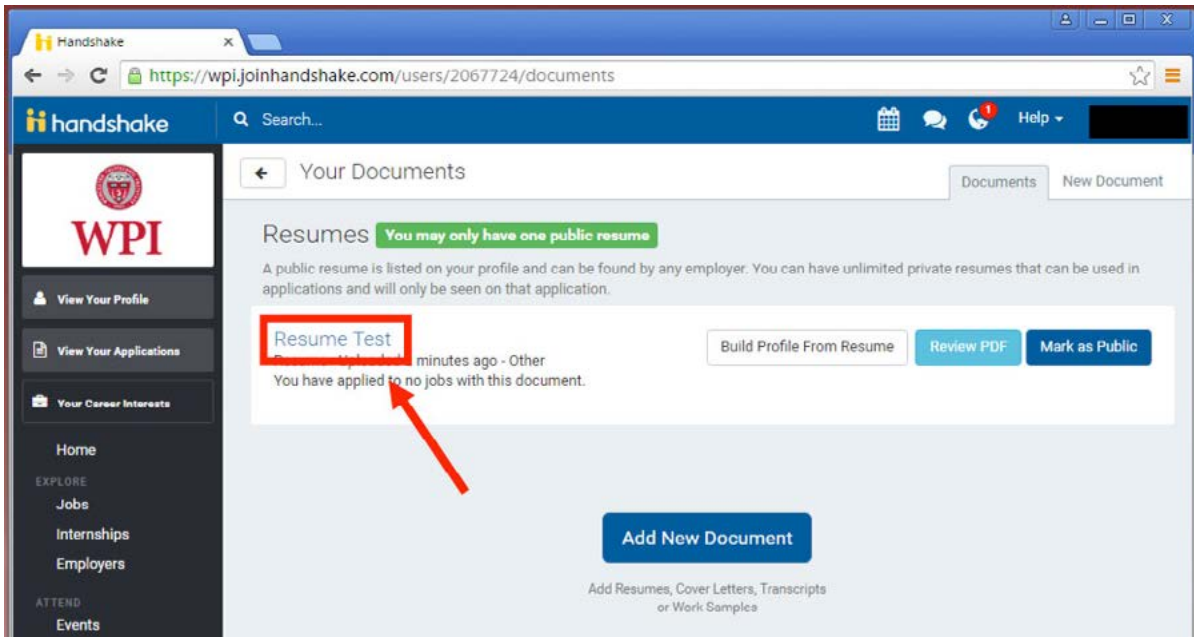 Handshake
https://wpi.joinhandshake.com/users/2067724/documents
handshake
Search...
1
Help
WPI
View Your Profile
View Your Applications
Your Career Interests
Home
EXPLORE
Jobs
Internships
Employers
ATTEND
Events
Your Documents
Documents
New Document
Resumes
You may only have one public resume
A public resume is listed on your profile and can be found by any employer. You can have unlimited private resumes that can be used in
applications and will only be seen on that application.
Resume Test
minutes ago - Other
You have applied to no jobs with this document.
Build Profile From Resume
Review PDF
Mark as Public
Add New Document
Add Resumes, Cover Letters, Transcripts
or Work Samples